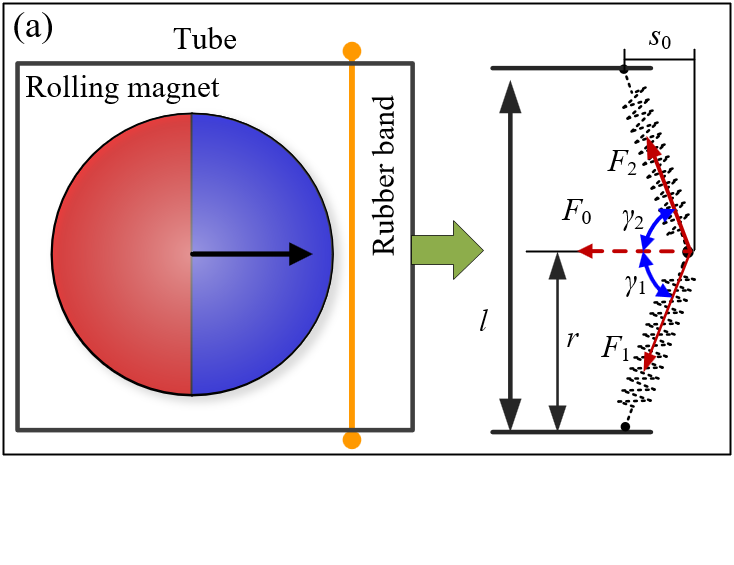 (a)
Tube
Rolling magnet
Rubber band
s₀
F₂
F₀
γ₂
γ₁
l
r
F₁